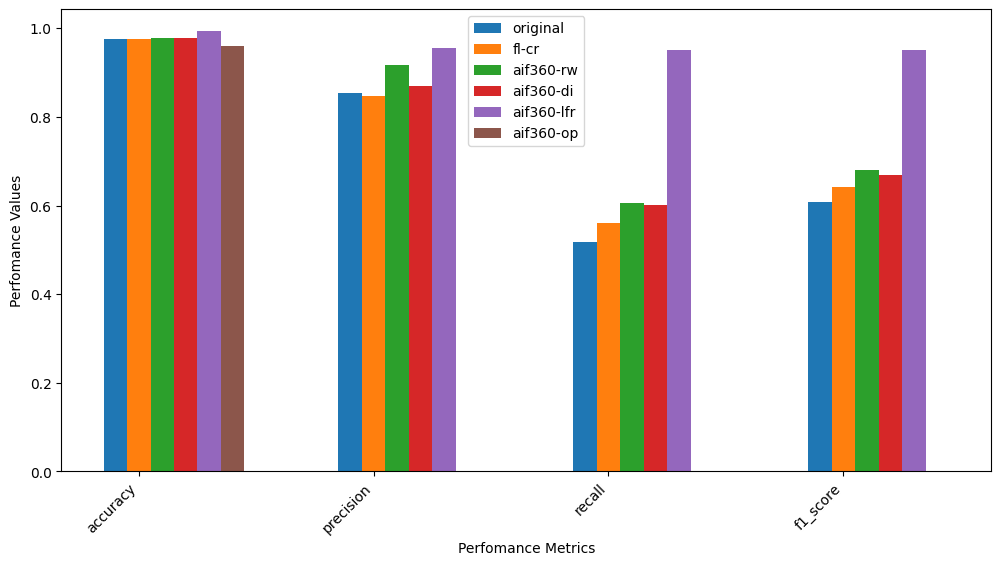 original
fl-cr
aif360-rw
aif360-di
aif360-lfr
aif360-op
1.0
0.8
0.6
0.4
0.2
0.0
Perfomance Values
accuracy
precision
recall
f1_score
Perfomance Metrics